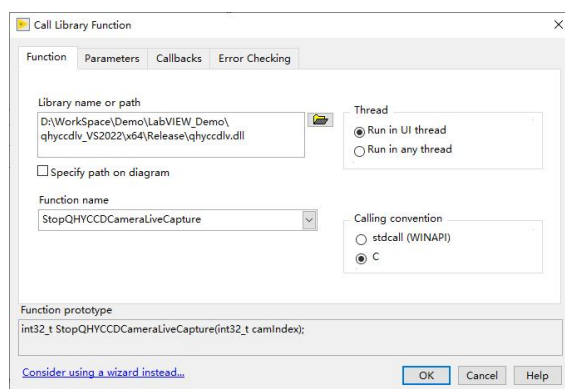 Call Library Function
Function
Parameters
Callbacks
Error Checking
Library name or path
D:\WorkSpace\Demo\LabVIEW_Demo\
qhyccdlv_VS2022\x64\Release\qhyccdlv.dll
Thread
Run in UI thread
Run in any thread
Specify path on diagram
Function name
StopQHYCCDCameraLiveCapture
Calling convention
stdcall (WINAPI)
C
Function prototype
int32_t StopQHYCCDCameraLiveCapture(int32_t camIndex);
Consider using a wizard instead...
OK
Cancel
Help